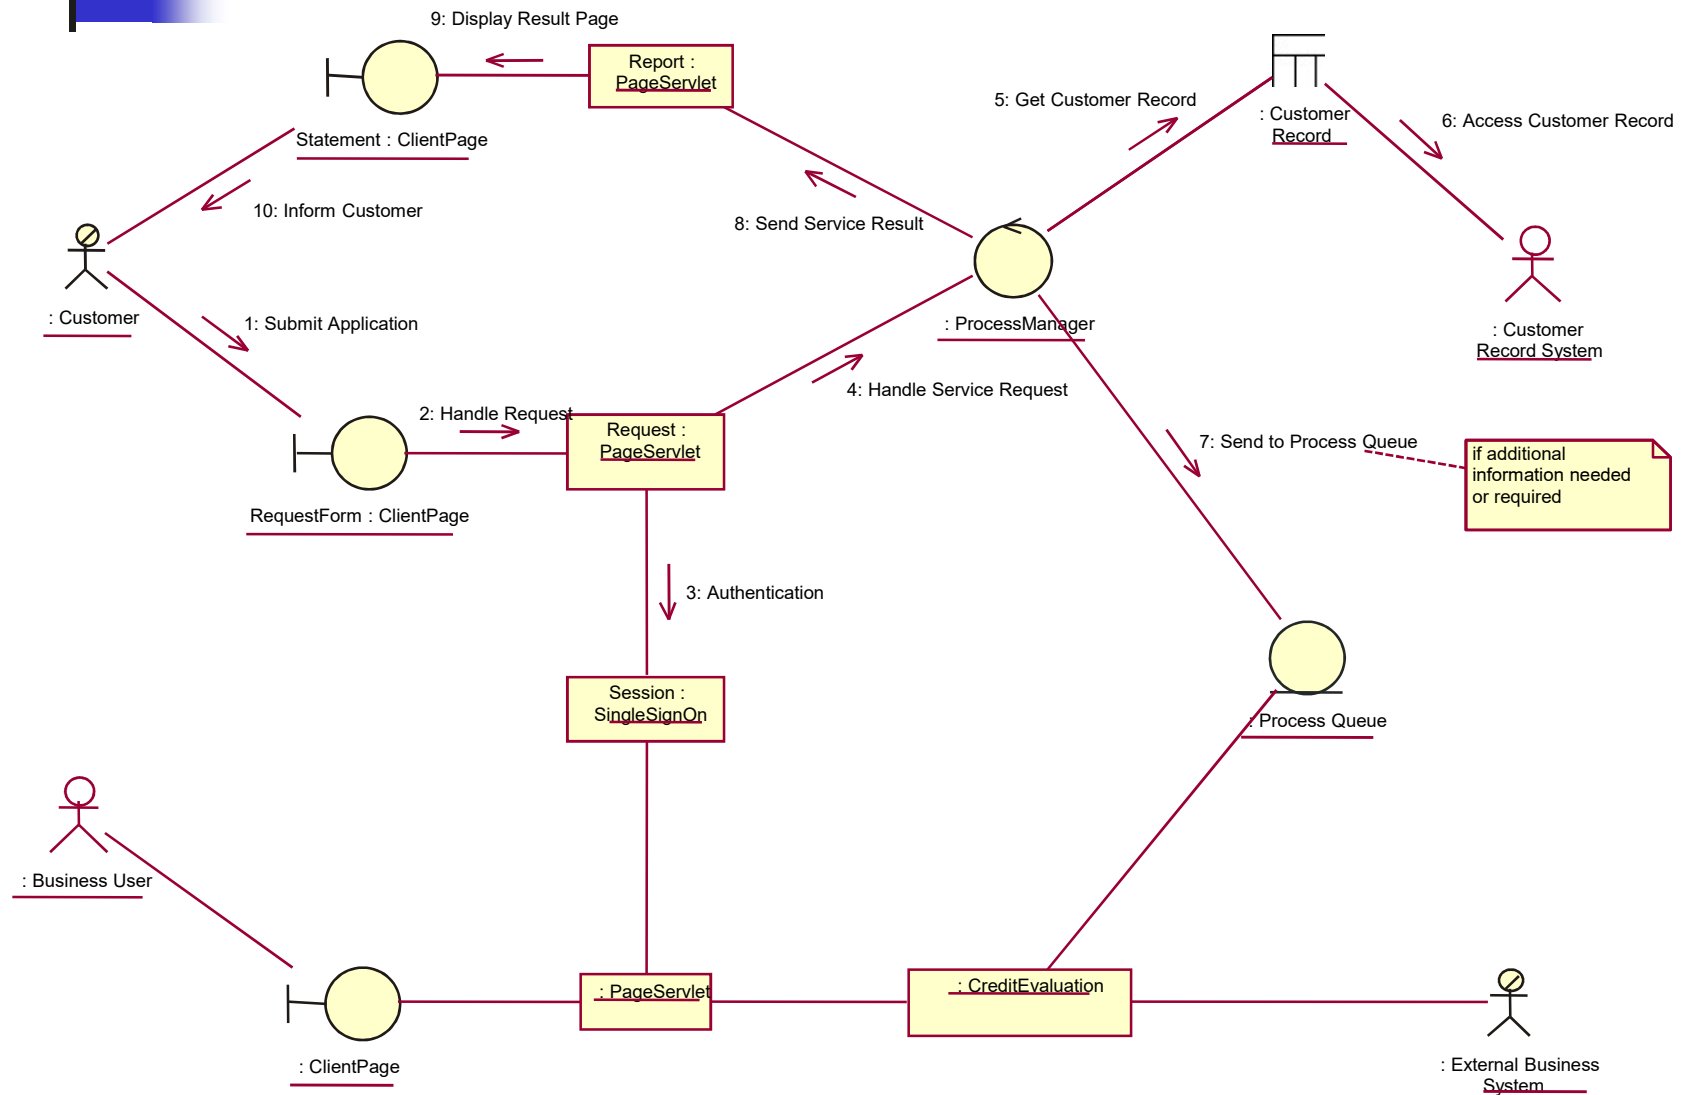 9: Display Result Page
Report :
PageServlet
Statement : ClientPage
5: Get Customer Record
: Customer
Record
6: Access Customer Record
10: Inform Customer
8: Send Service Result
: Customer
1: Submit Application
: ProcessManager
: Customer
Record System
4: Handle Service Request
2: Handle Request
Request :
PageServlet
7: Send to Process Queue
if additional
information needed
or required
RequestForm : ClientPage
3: Authentication
Session :
SingleSignOn
: Process Queue
: Business User
: PageServlet
: CreditEvaluation
: ClientPage
: External Business
System